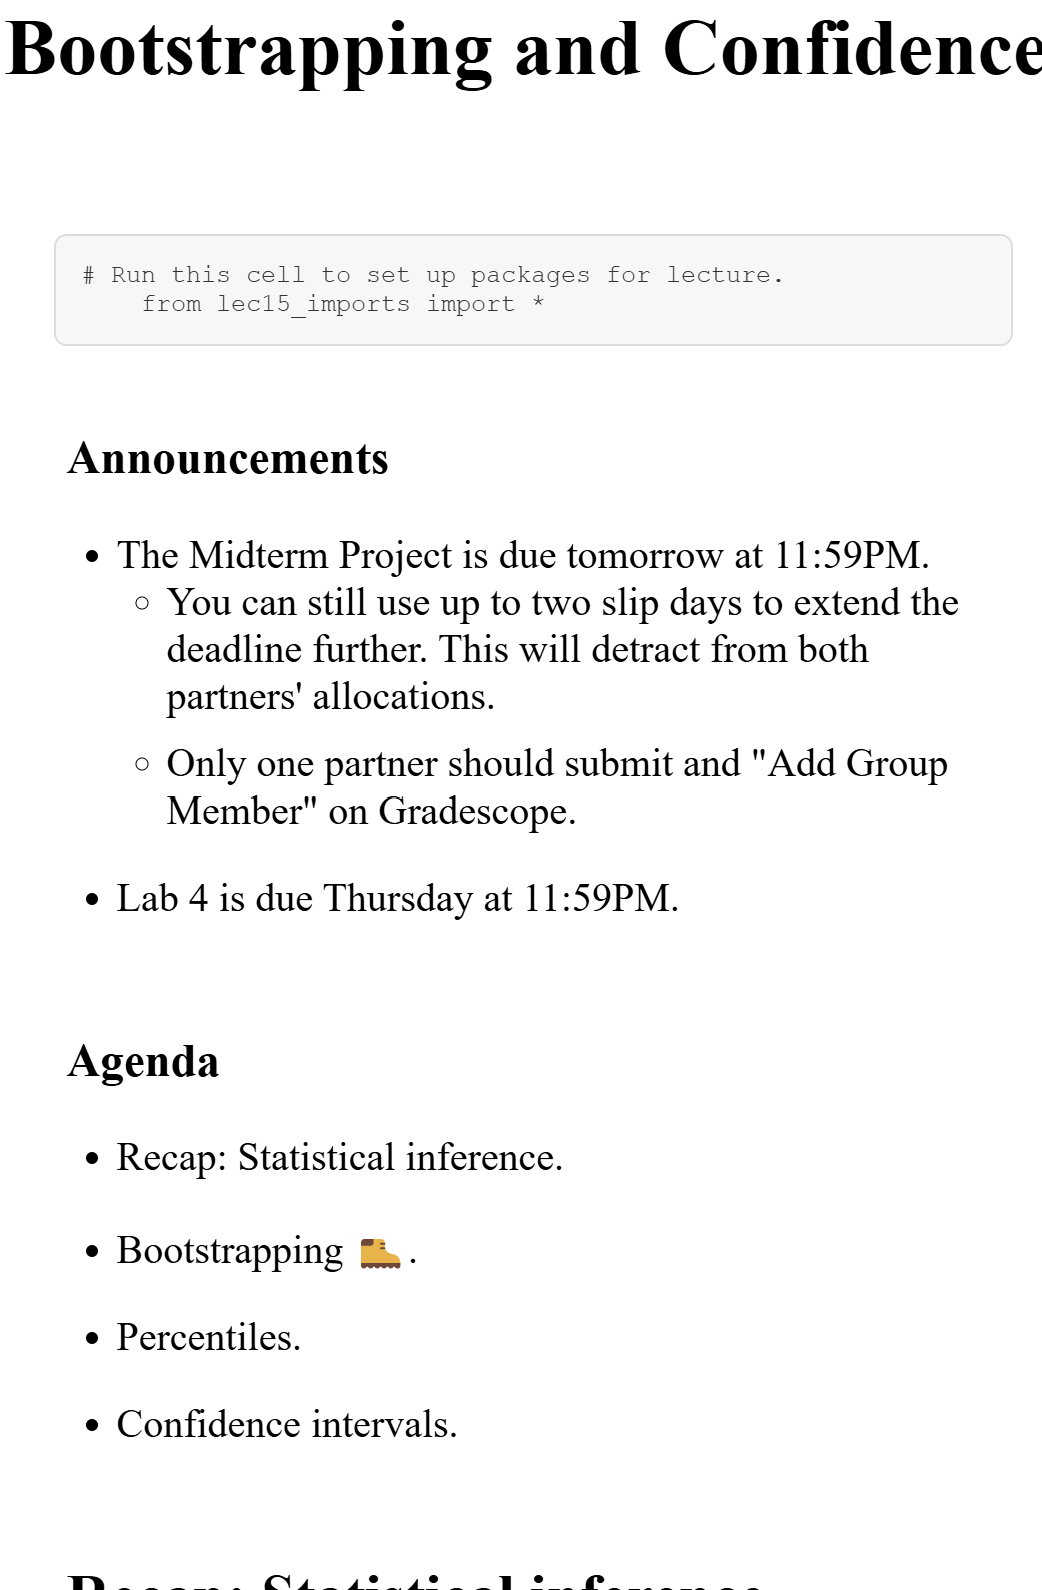 Bootstrapping and Confidence
# Run this cell to set up packages for lecture.
from lec15_imports import *
Announcements
• The Midterm Project is due tomorrow at 11:59PM.
◦ You can still use up to two slip days to extend the
deadline further. This will detract from both
partners' allocations.
◦ Only one partner should submit and "Add Group
Member" on Gradescope.
• Lab 4 is due Thursday at 11:59PM.
Agenda
• Recap: Statistical inference.
• Bootstrapping 🥾.
• Percentiles.
• Confidence intervals.
Recap: Statistical inference